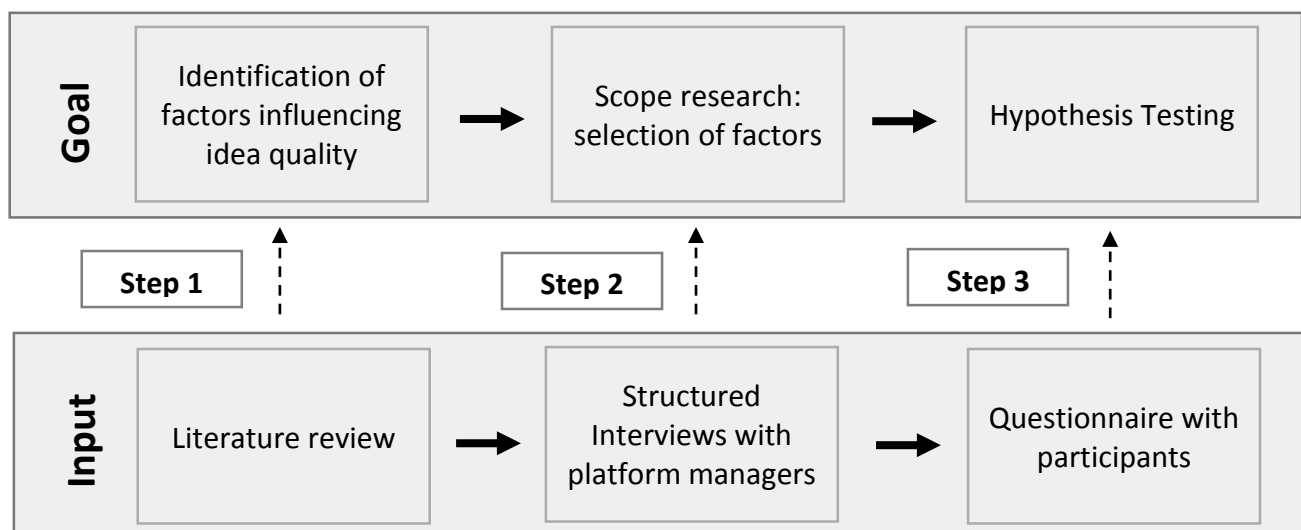 Goal
Identification of
factors influencing
idea quality
Scope research:
selection of factors
Hypothesis Testing
Step 1
Step 2
Step 3
Input
Literature review
Structured
Interviews with
platform managers
Questionnaire with
participants